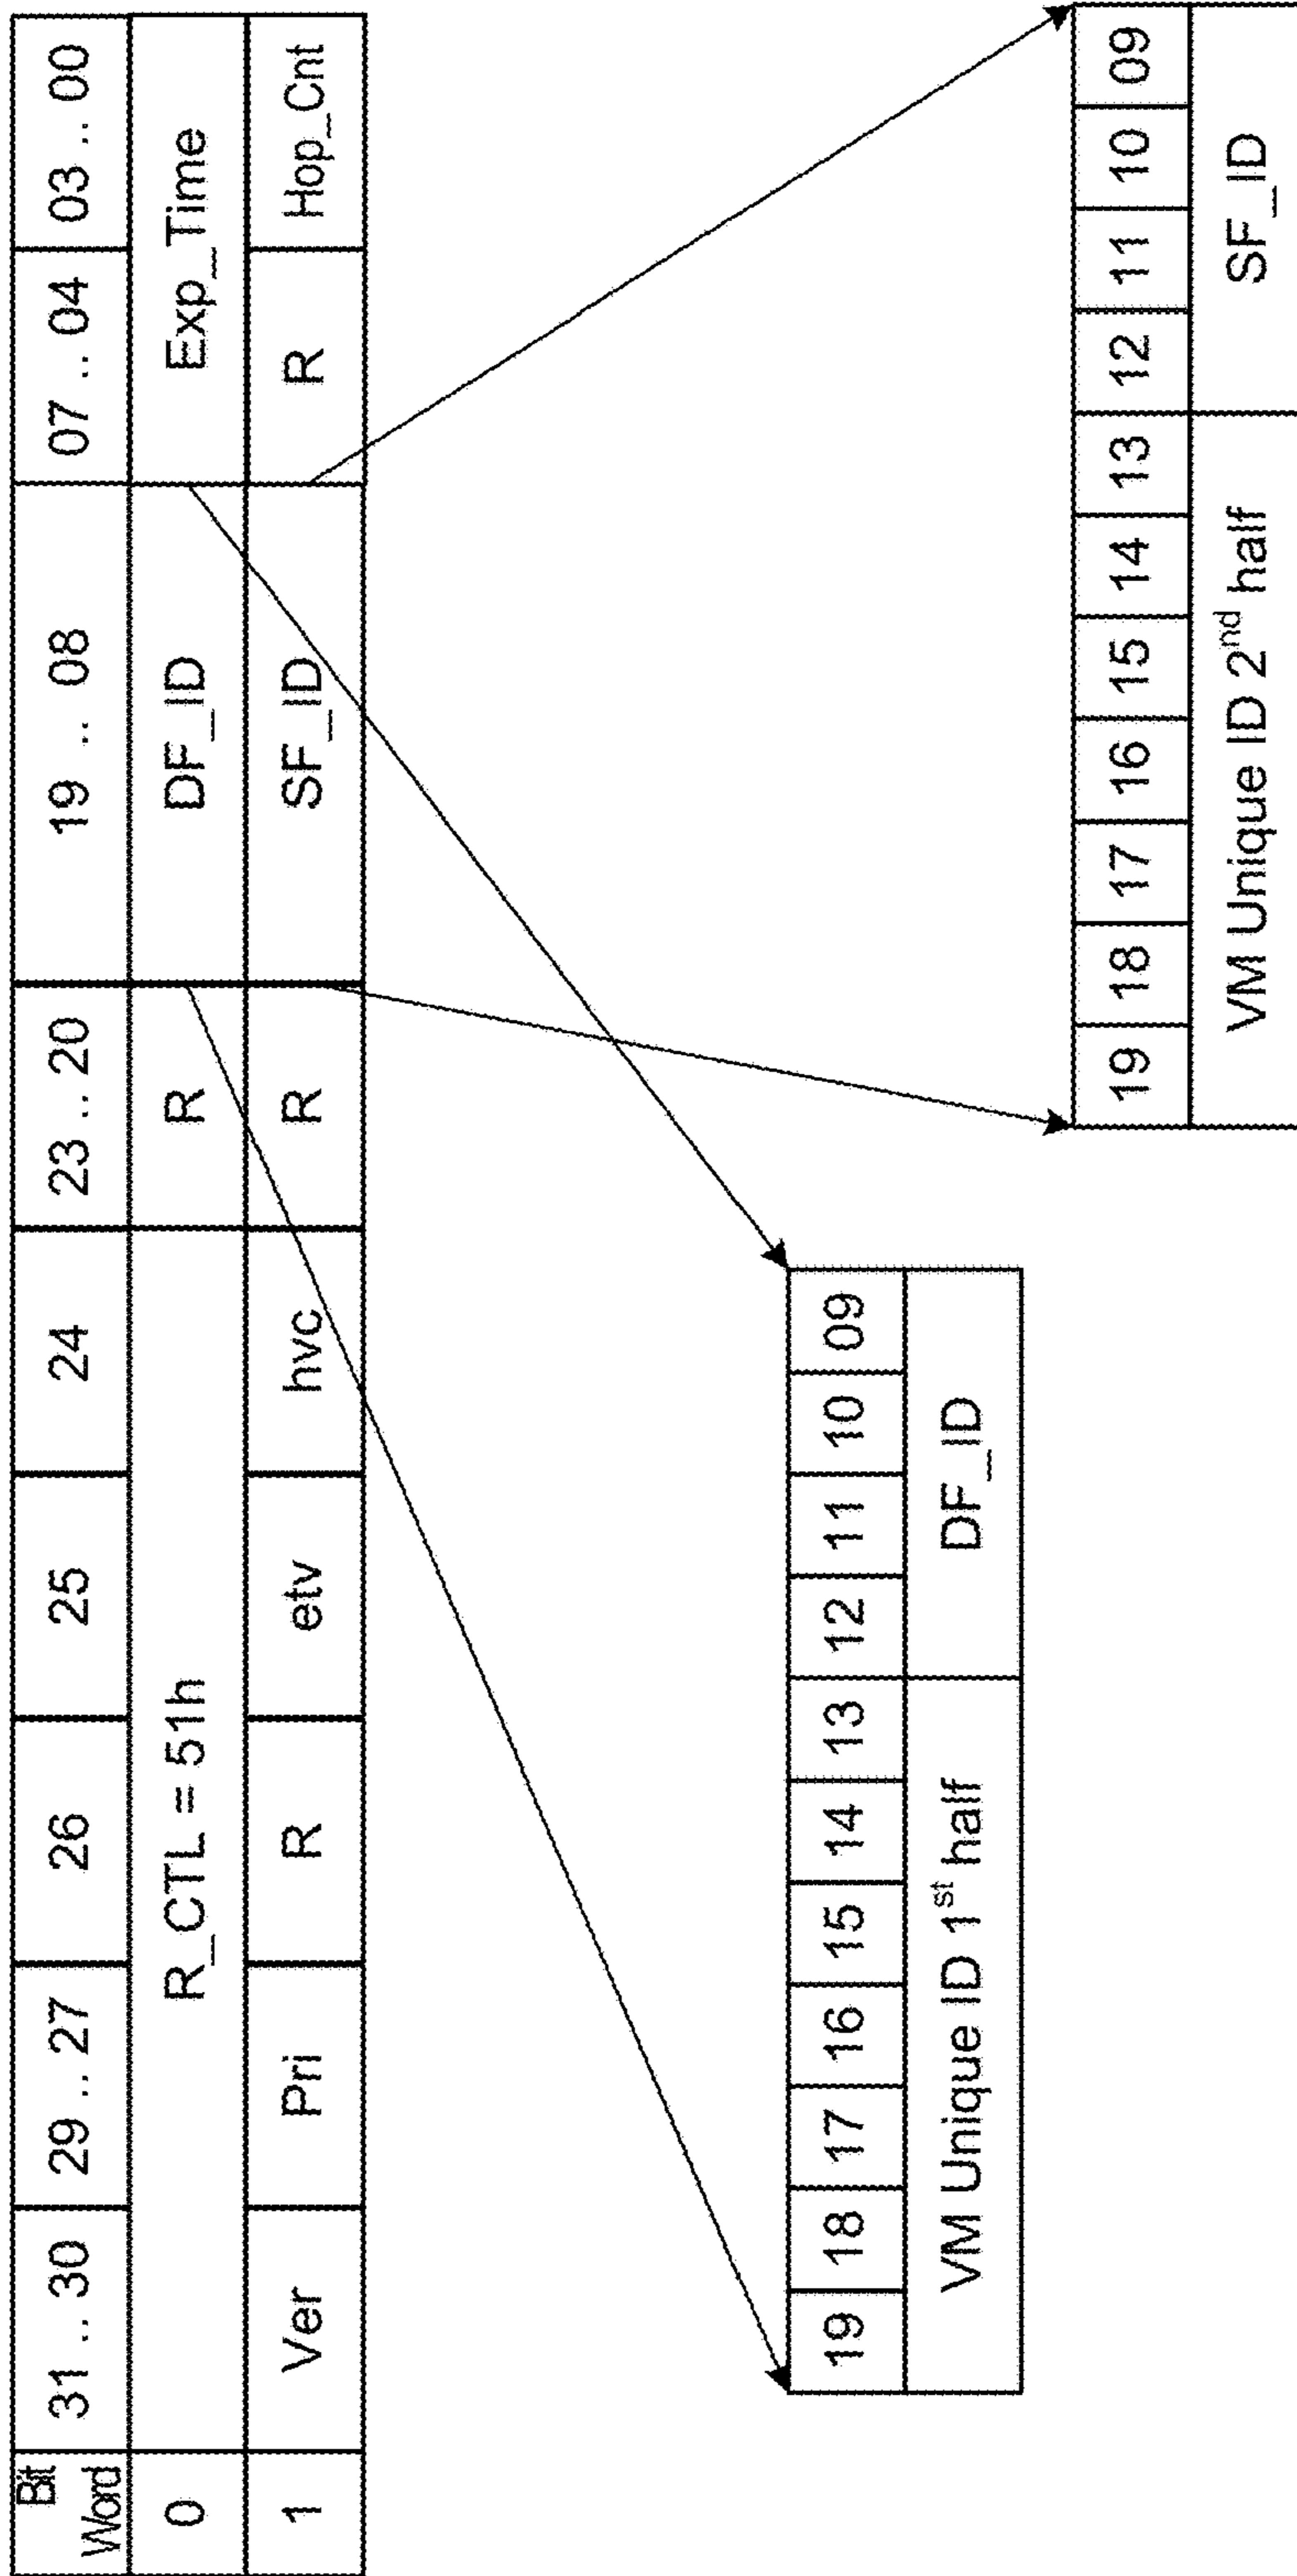 Bit Word 31 .. 30 29 .. 27 26 25 24 23 .. 20 19 .. 08 07 .. 04 03 .. 00
0 R_CTL = 51h R DF_ID Exp_Time
1 Ver Pri R etv hvc R SF_ID R Hop_Cnt
19 18 17 16 15 14 13 12 11 10 09
VM Unique ID 1st half DF_ID
19 18 17 16 15 14 13 12 11 10 09
VM Unique ID 2nd half SF_ID